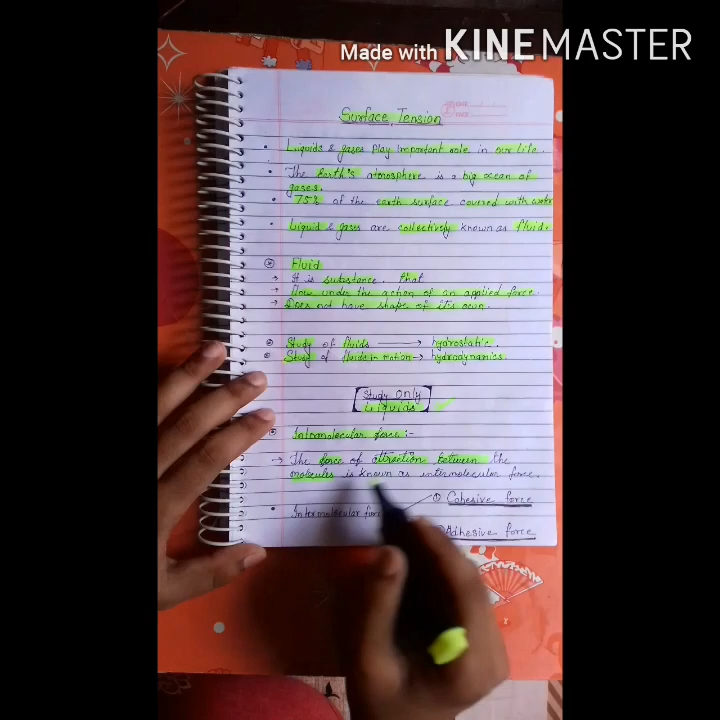 Made with KINEMASTER
Surface Tension
• Liquids & gases play important role in our life.
• The Earth's atmosphere is a big ocean of
gases.
• 75% of the earth surface covered with water
• Liquid & gases are collectively known as fluid.
Fluid
→ It is substance. that
→ flow under the action of an applied force.
→ Does not have shape of its own.
Study of fluids → hydrostatic
Study of fluids in motion → hydrodynamics
Study Only
Liquids
Intromolecular force:-
→ The force of attraction between the
molecules is known as intermolecular force.
• Intermolecular for
① Cohesive force
Adhesive force